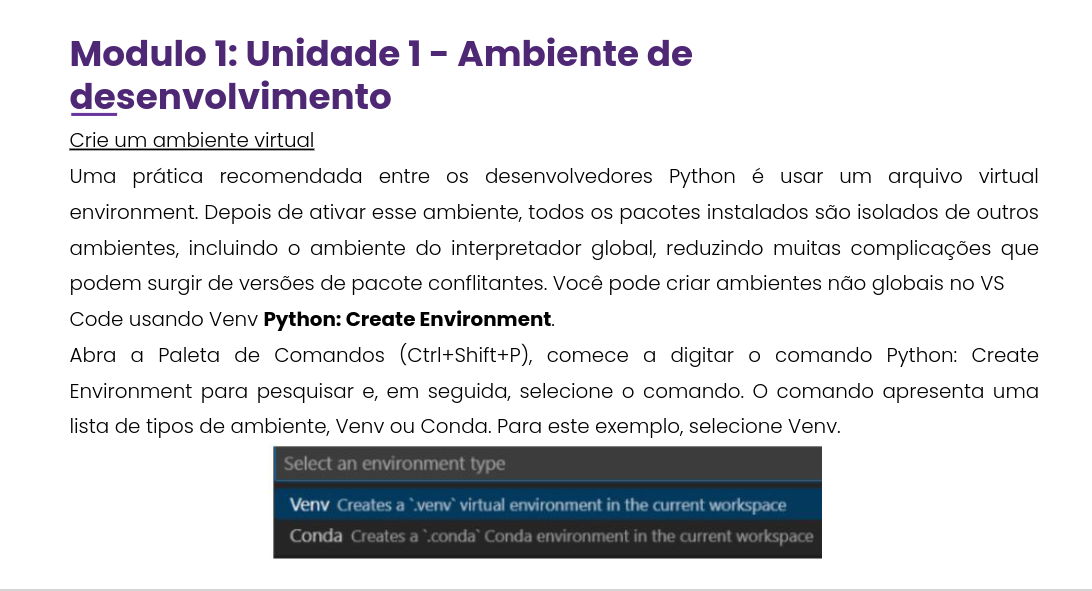 Modulo 1: Unidade 1 - Ambiente de
desenvolvimento
Crie um ambiente virtual
Uma prática recomendada entre os desenvolvedores Python é usar um arquivo virtual
environment. Depois de ativar esse ambiente, todos os pacotes instalados são isolados de outros
ambientes, incluindo o ambiente do interpretador global, reduzindo muitas complicações que
podem surgir de versões de pacote conflitantes. Você pode criar ambientes não globais no VS
Code usando Venv Python: Create Environment.
Abra a Paleta de Comandos (Ctrl+Shift+P), comece a digitar o comando Python: Create
Environment para pesquisar e, em seguida, selecione o comando. O comando apresenta uma
lista de tipos de ambiente, Venv ou Conda. Para este exemplo, selecione Venv.
Select an environment type
Venv Creates a `.venv` virtual environment in the current workspace
Conda Creates a `.conda` Conda environment in the current workspace